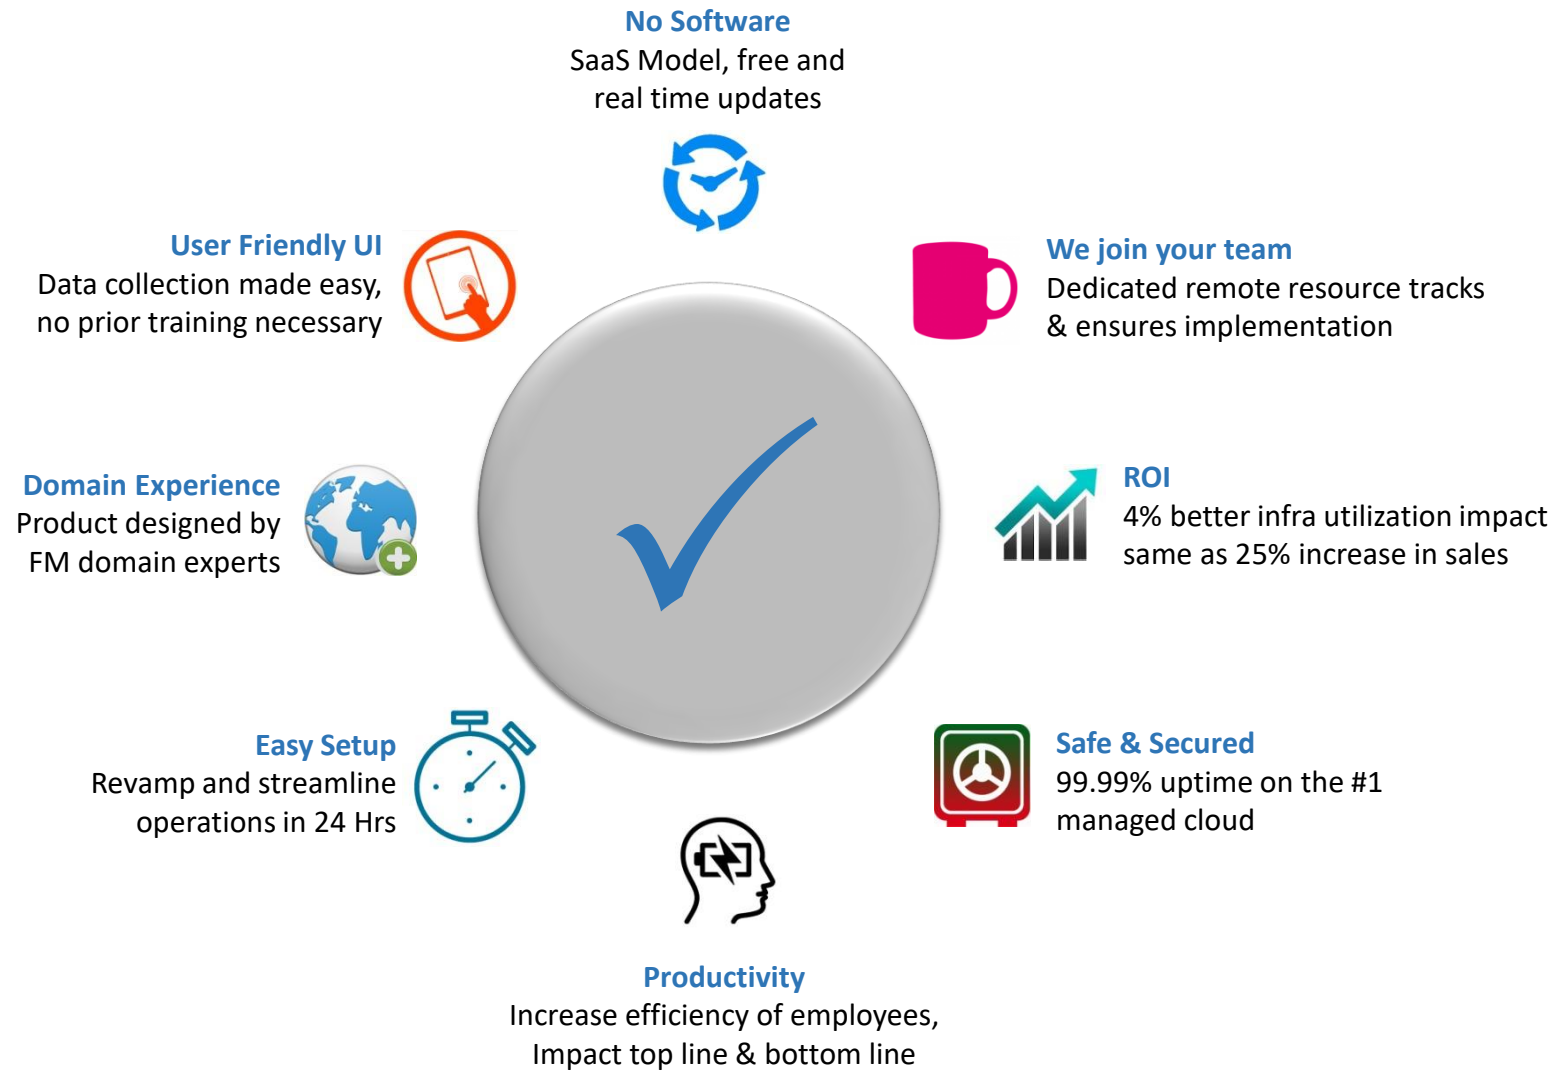 No Software
SaaS Model, free and
real time updates
User Friendly UI
Data collection made easy,
no prior training necessary
We join your team
Dedicated remote resource tracks
& ensures implementation
Domain Experience
Product designed by
FM domain experts
ROI
4% better infra utilization impact
same as 25% increase in sales
Easy Setup
Revamp and streamline
operations in 24 Hrs
Safe & Secured
99.99% uptime on the #1
managed cloud
Productivity
Increase efficiency of employees,
Impact top line & bottom line